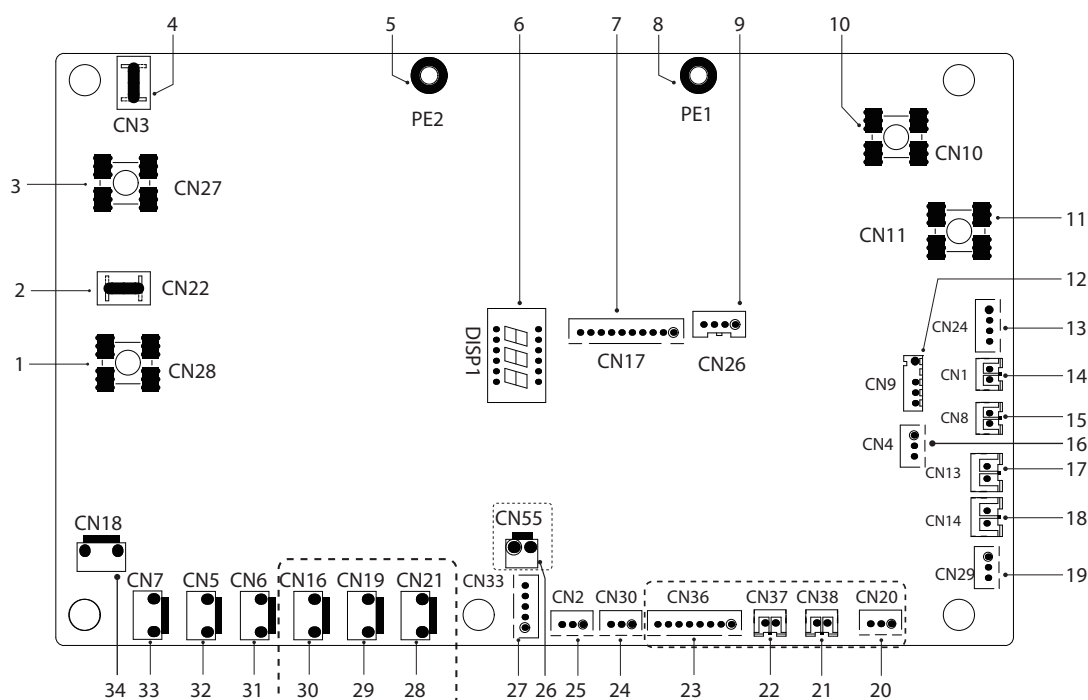 4 5 6 7 8 9 10
CN3 PE2 PE1
CN10
3 CN27
CN11 11
12
2 CN22
CN24 13
DISP1 CN17 CN26
1 CN28 CN9 CN1 14
CN8 15
CN4 16
CN13 17
CN14 18
CN18 CN55
CN29 19
CN7 CN5 CN6 CN16 CN19 CN21 CN33 CN2 CN30 CN36 CN37 CN38 CN20
34 33 32 31 30 29 28 27 26 25 24 23 22 21 20